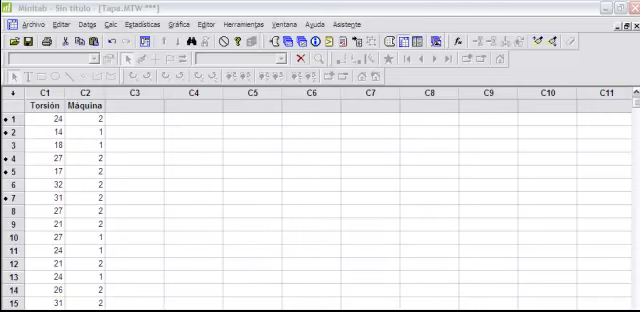 Minitab - Sin título - [Tapa.MTW ***]
Archivo Editar Datos Calc Estadísticas Gráfica Editor Herramientas Ventana Ayuda Asistente
C1 C2 C3 C4 C5 C6 C7 C8 C9 C10 C11
Torsión Máquina
1 24 2
2 14 1
3 18 1
4 27 2
5 17 2
6 32 2
7 31 2
8 27 2
9 21 2
10 27 1
11 24 1
12 21 2
13 24 1
14 26 2
15 31 2